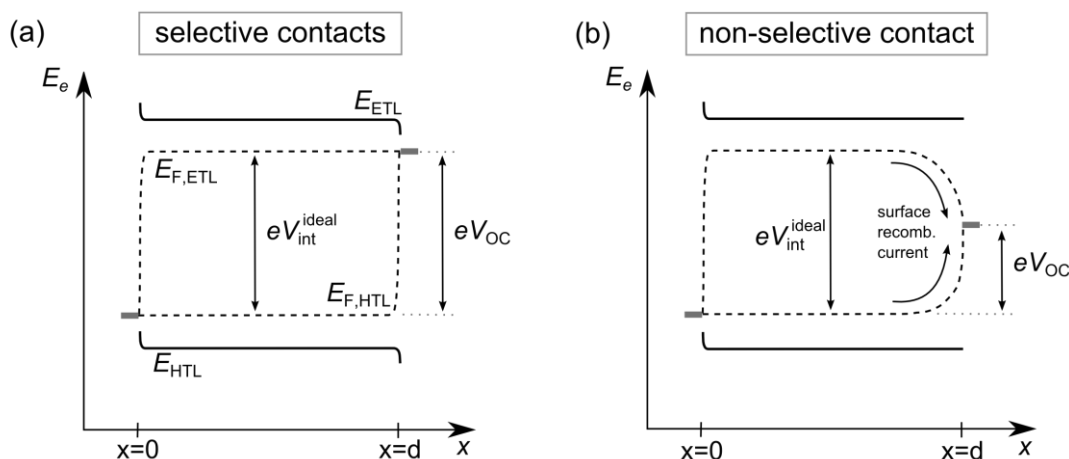 (a) selective contacts
E_e
E_ETL
E_F,ETL
eV_int^ideal
eV_OC
E_F,HTL
E_HTL
x=0
x=d
x
(b) non-selective contact
E_e
eV_int^ideal
surface
recomb.
current
eV_OC
x=0
x=d
x